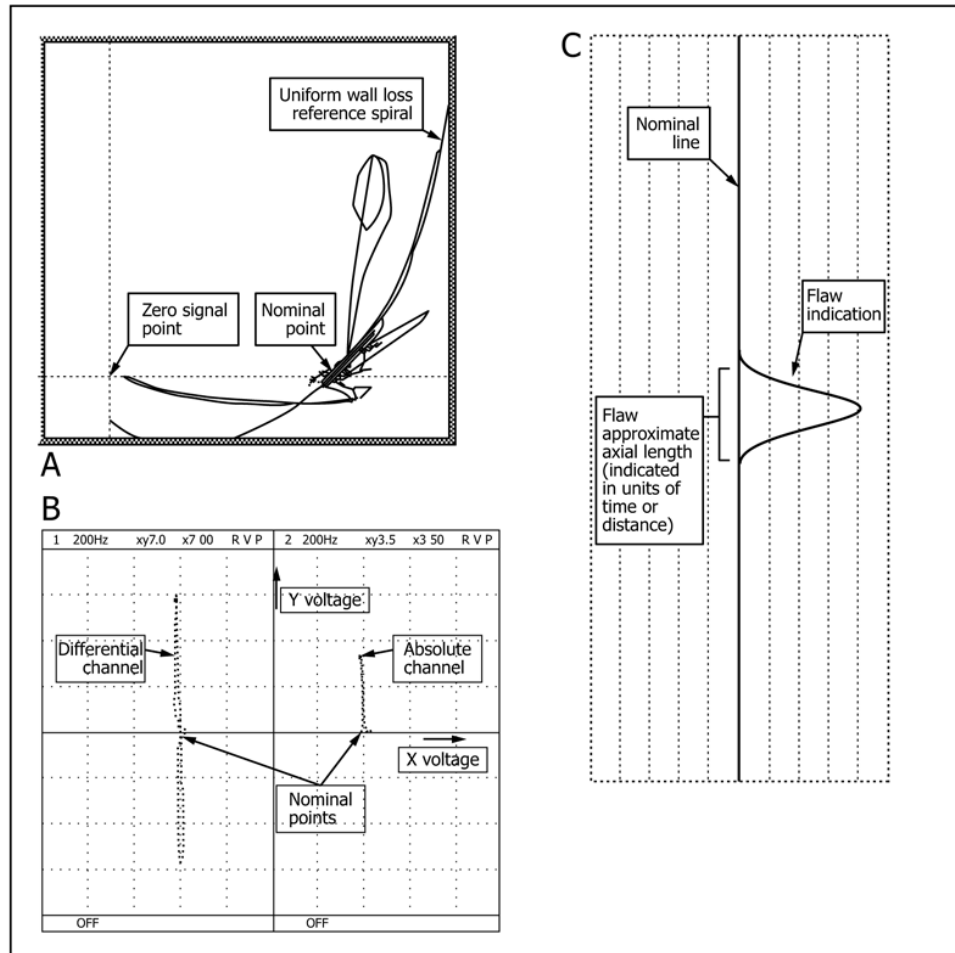 Uniform wall loss
reference spiral
Zero signal
point
Nominal
point
A
B
1 200Hz xy7.0 x7 00 R V P
2 200Hz xy3.5 x3 50 R V P
Y voltage
Differential
channel
Absolute
channel
X voltage
Nominal
points
OFF
OFF
C
Nominal
line
Flaw
indication
Flaw
approximate
axial length
(indicated
in units of
time or
distance)